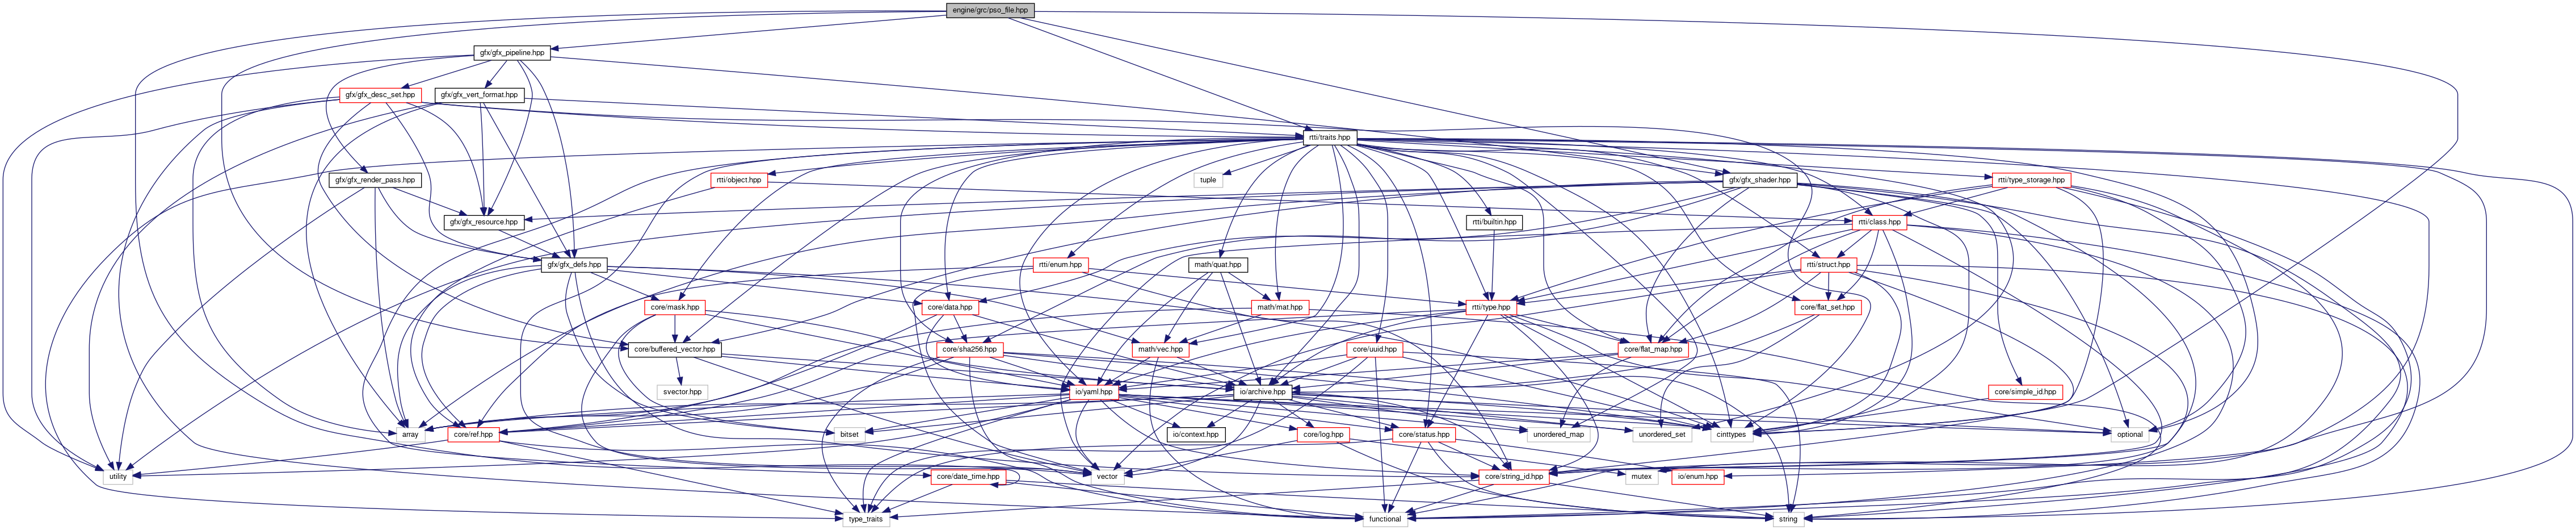 engine/grc/pso_file.hpp
gfx/gfx_pipeline.hpp
gfx/gfx_desc_set.hpp
gfx/gfx_vert_format.hpp
rtti/traits.hpp
gfx/gfx_render_pass.hpp
rtti/object.hpp
tuple
gfx/gfx_shader.hpp
rtti/type_storage.hpp
gfx/gfx_resource.hpp
rtti/builtin.hpp
rtti/class.hpp
gfx/gfx_defs.hpp
rtti/enum.hpp
math/quat.hpp
rtti/struct.hpp
core/mask.hpp
core/data.hpp
math/mat.hpp
rtti/type.hpp
core/flat_set.hpp
core/buffered_vector.hpp
core/sha256.hpp
math/vec.hpp
core/uuid.hpp
core/flat_map.hpp
svector.hpp
io/yaml.hpp
io/archive.hpp
core/simple_id.hpp
array
core/ref.hpp
bitset
io/context.hpp
core/log.hpp
core/status.hpp
unordered_map
unordered_set
cinttypes
optional
utility
core/date_time.hpp
vector
core/string_id.hpp
mutex
io/enum.hpp
type_traits
functional
string